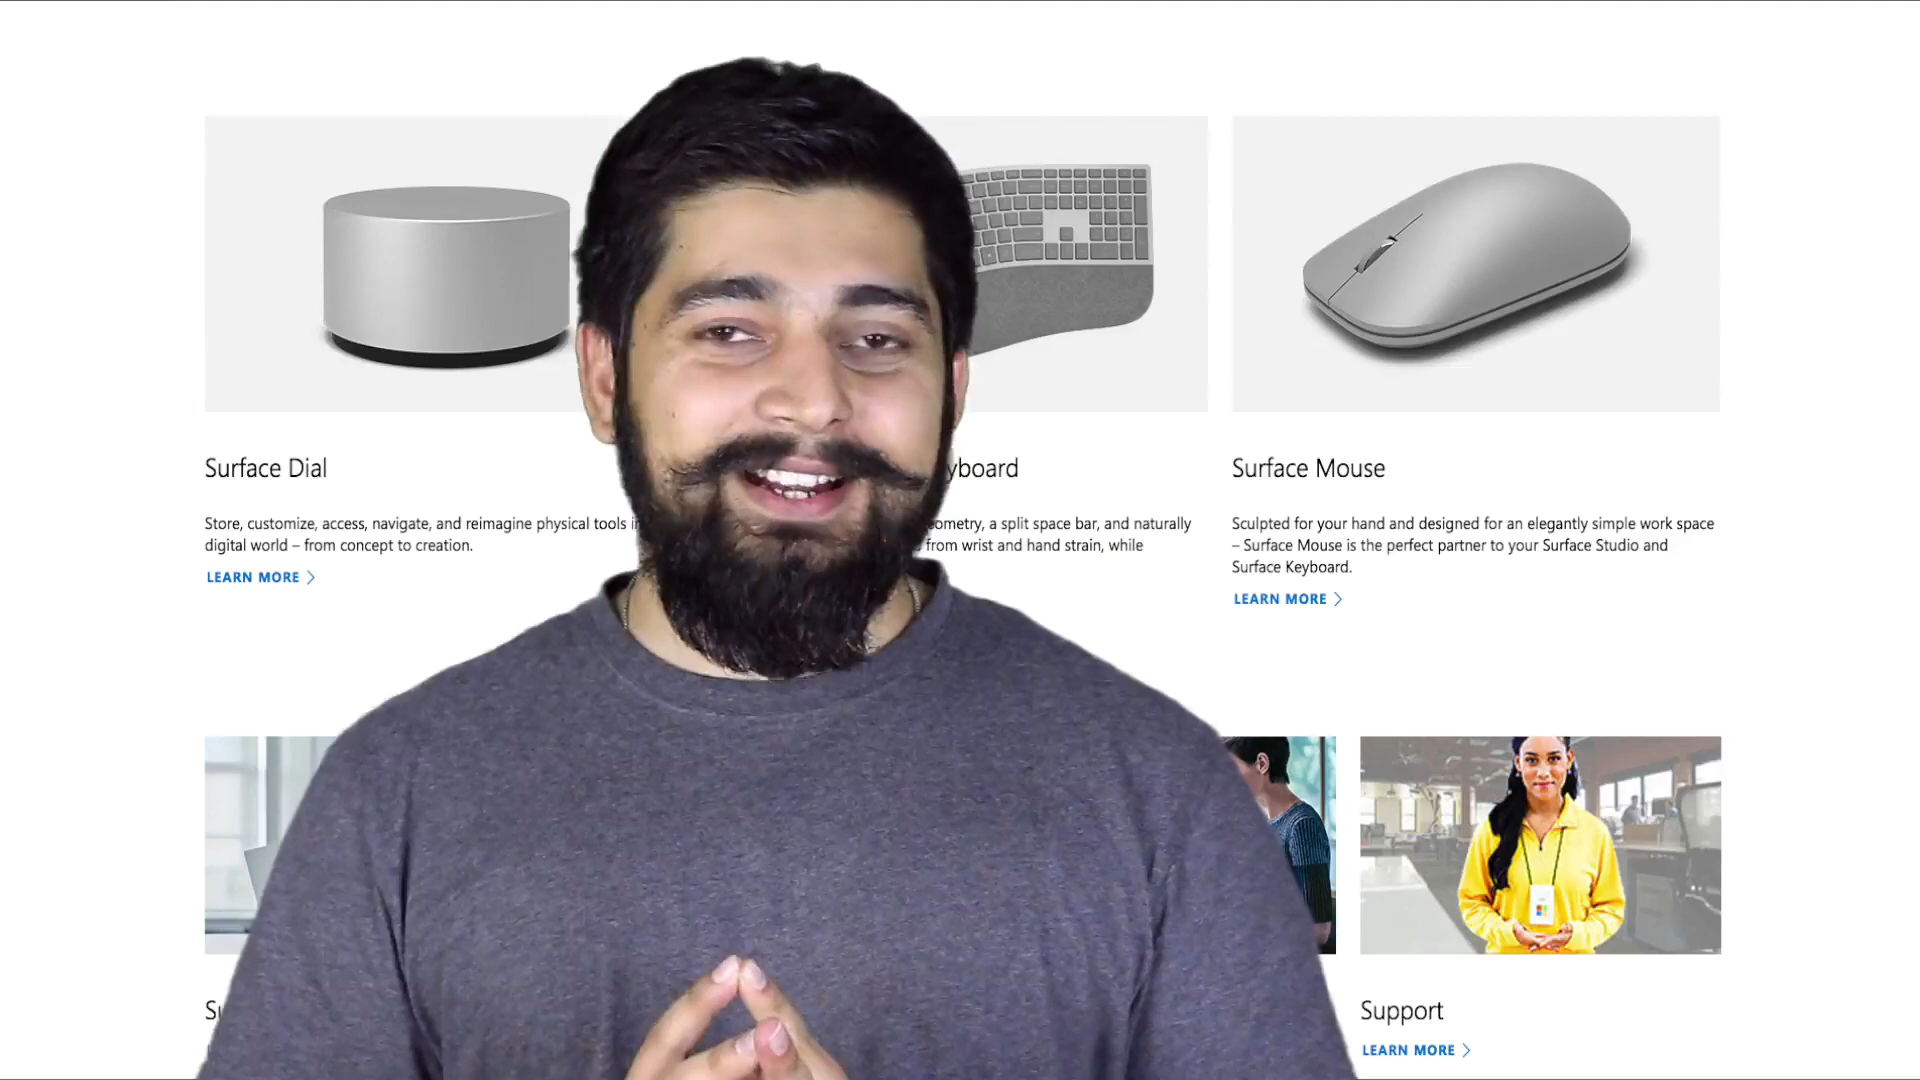 Surface Dial
Store, customize, access, navigate, and reimagine physical tools
digital world – from concept to creation.
LEARN MORE
yboard
ometry, a split space bar, and naturally
from wrist and hand strain, while
Surface Mouse
Sculpted for your hand and designed for an elegantly simple work space
– Surface Mouse is the perfect partner to your Surface Studio and
Surface Keyboard.
LEARN MORE
Support
LEARN MORE